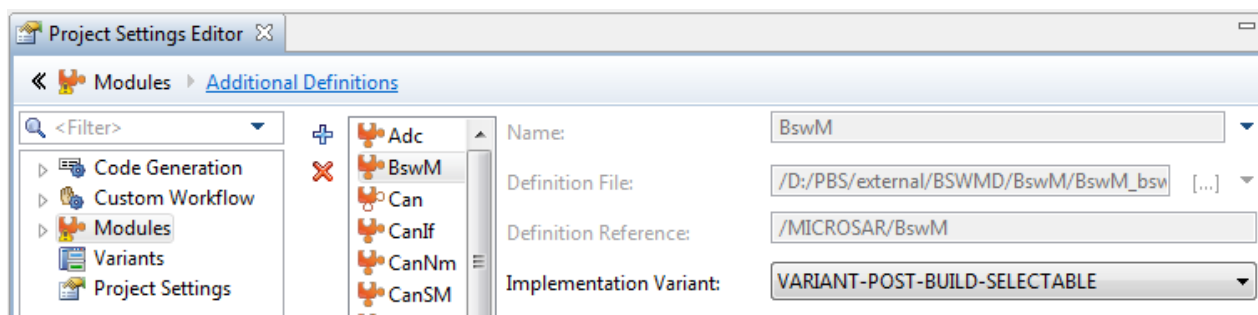 Project Settings Editor
Modules Additional Definitions
<Filter>
Code Generation
Custom Workflow
Modules
Variants
Project Settings
Adc
BswM
Can
CanIf
CanNm
CanSM
Name: BswM
Definition File: /D:/PBS/external/BSWMD/BswM/BswM_bsw [...]
Definition Reference: /MICROSAR/BswM
Implementation Variant: VARIANT-POST-BUILD-SELECTABLE